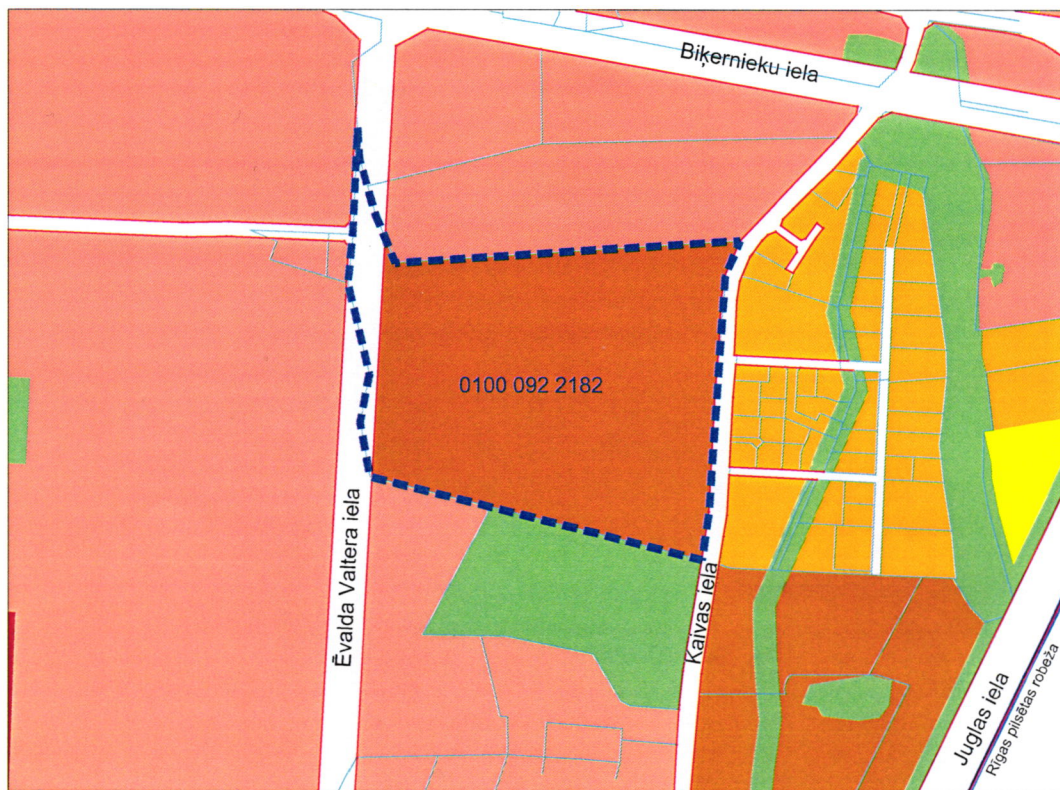 Biķernieku iela
0100 092 2182
Ēvalda Valtera iela
Kaivas iela
Juglas iela
Rīgas pilsētas robeža